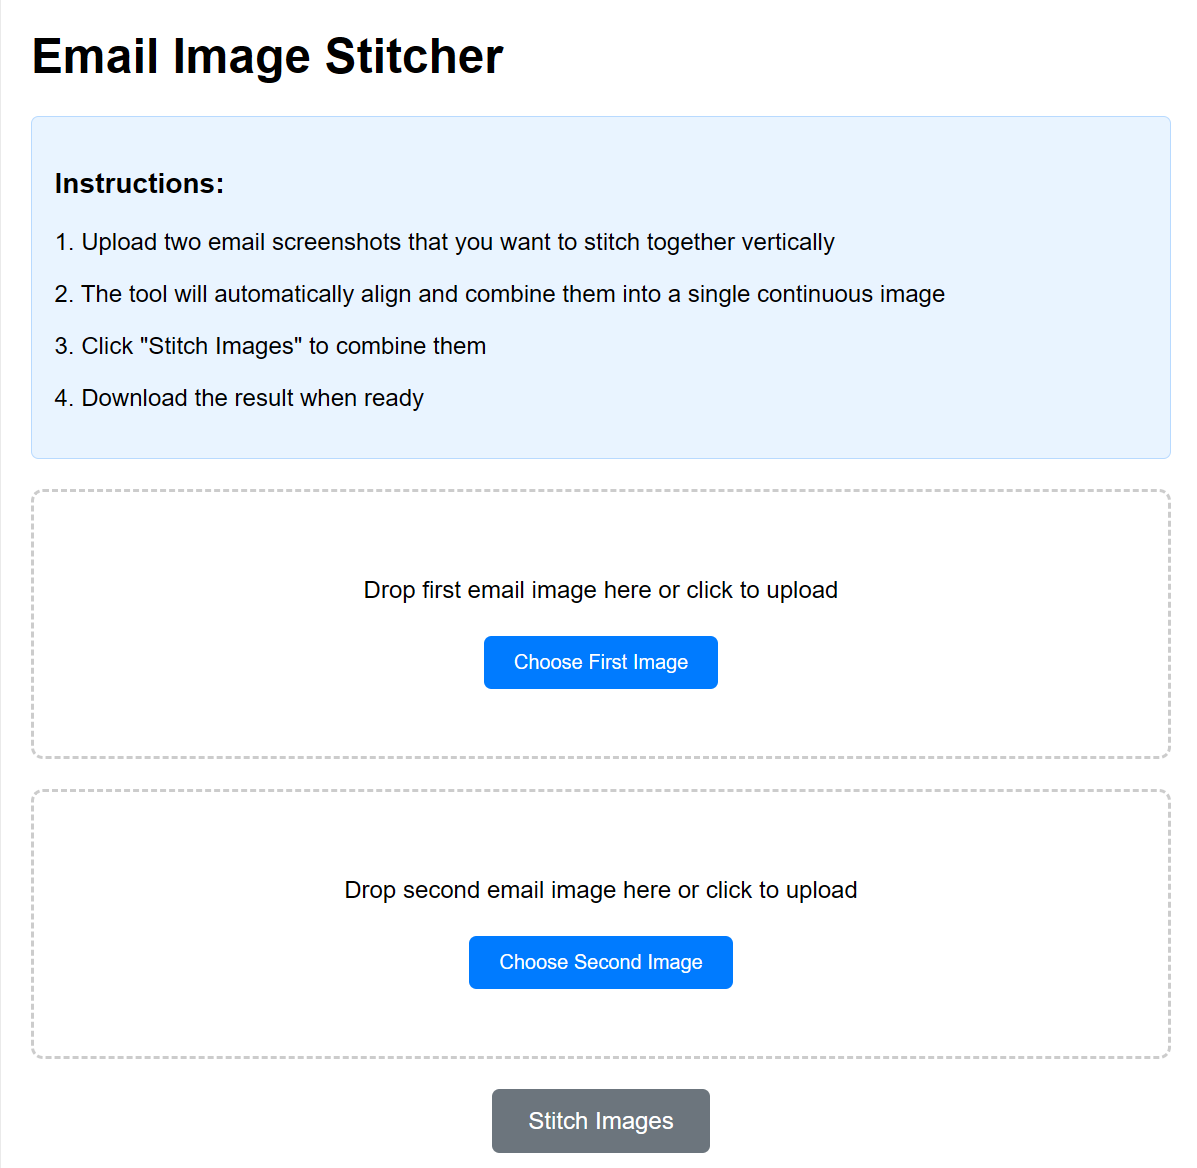 Email Image Stitcher
Instructions:
1. Upload two email screenshots that you want to stitch together vertically
2. The tool will automatically align and combine them into a single continuous image
3. Click "Stitch Images" to combine them
4. Download the result when ready
Drop first email image here or click to upload
Choose First Image
Drop second email image here or click to upload
Choose Second Image
Stitch Images